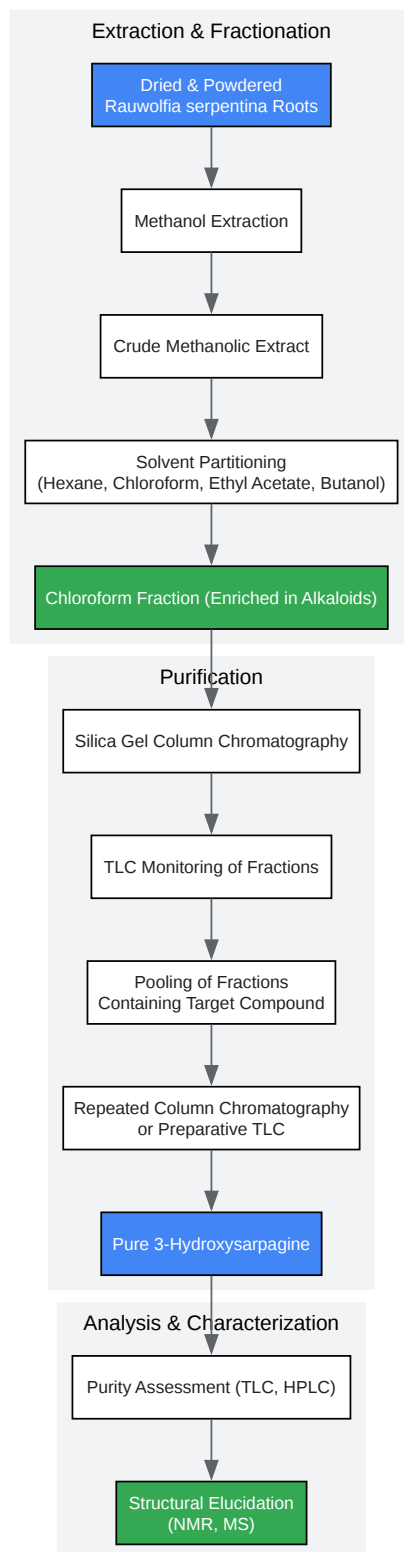 Extraction & Fractionation
Dried & Powdered
Rauwolfia serpentina Roots
Methanol Extraction
Crude Methanolic Extract
Solvent Partitioning
(Hexane, Chloroform, Ethyl Acetate, Butanol)
Chloroform Fraction (Enriched in Alkaloids)
Purification
Silica Gel Column Chromatography
TLC Monitoring of Fractions
Pooling of Fractions
Containing Target Compound
Repeated Column Chromatography
or Preparative TLC
Pure 3-Hydroxysarpagine
Analysis & Characterization
Purity Assessment (TLC, HPLC)
Structural Elucidation
(NMR, MS)